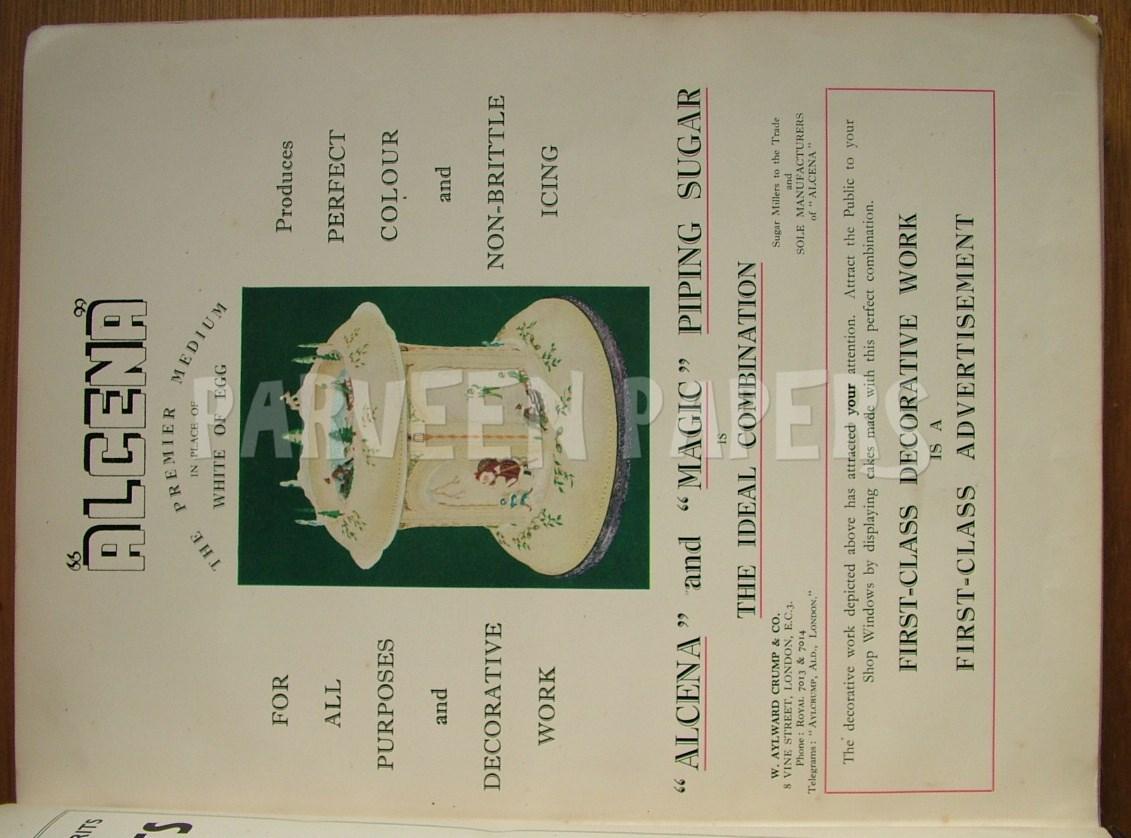 "ALCENA"
THE PREMIER MEDIUM
IN PLACE OF
WHITE OF EGG
FOR
ALL
PURPOSES
and
DECORATIVE
WORK
Produces
PERFECT
COLOUR
and
NON-BRITTLE
ICING
"ALCENA" and "MAGIC" PIPING SUGAR
IS
THE IDEAL COMBINATION
W. AYLWARD CRUMP & CO.
8 VINE STREET, LONDON, E.C.3.
Phone: ROYAL 7013 & 7014
Telegrams: "AYLCRUMP, ALD., LONDON."
Sugar Millers to the Trade
and
SOLE MANUFACTURERS
of "ALCENA"
The decorative work depicted above has attracted your attention. Attract the Public to your
Shop Windows by displaying cakes made with this perfect combination.
FIRST-CLASS DECORATIVE WORK
IS A
FIRST-CLASS ADVERTISEMENT
PARVEEN PAPERS
RITS
TS